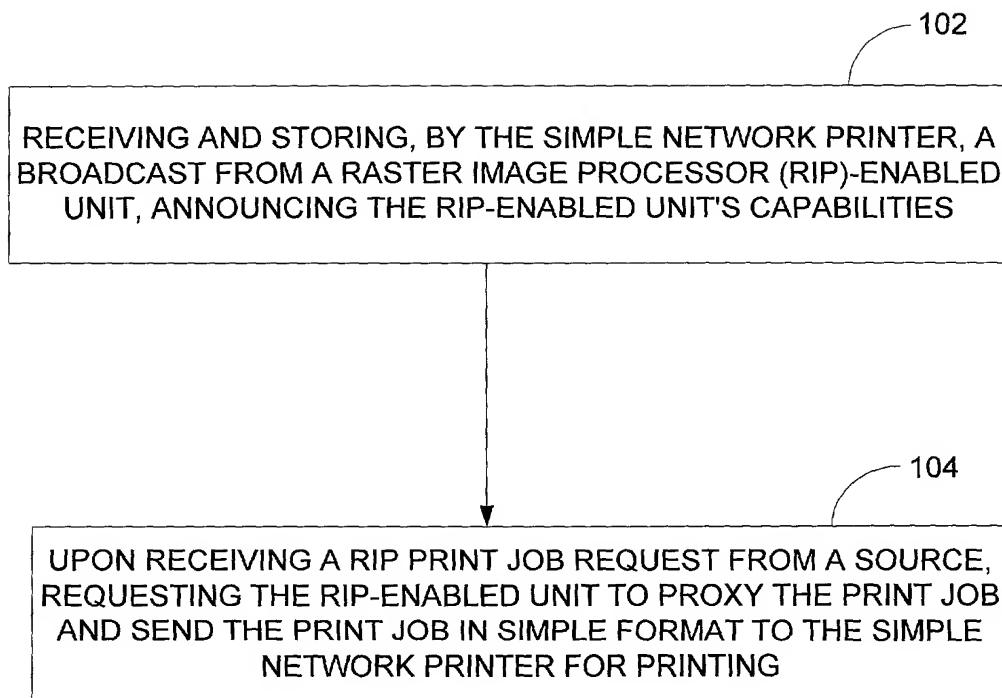 102
RECEIVING AND STORING, BY THE SIMPLE NETWORK PRINTER, A
BROADCAST FROM A RASTER IMAGE PROCESSOR (RIP)-ENABLED
UNIT, ANNOUNCING THE RIP-ENABLED UNIT'S CAPABILITIES
104
UPON RECEIVING A RIP PRINT JOB REQUEST FROM A SOURCE,
REQUESTING THE RIP-ENABLED UNIT TO PROXY THE PRINT JOB
AND SEND THE PRINT JOB IN SIMPLE FORMAT TO THE SIMPLE
NETWORK PRINTER FOR PRINTING